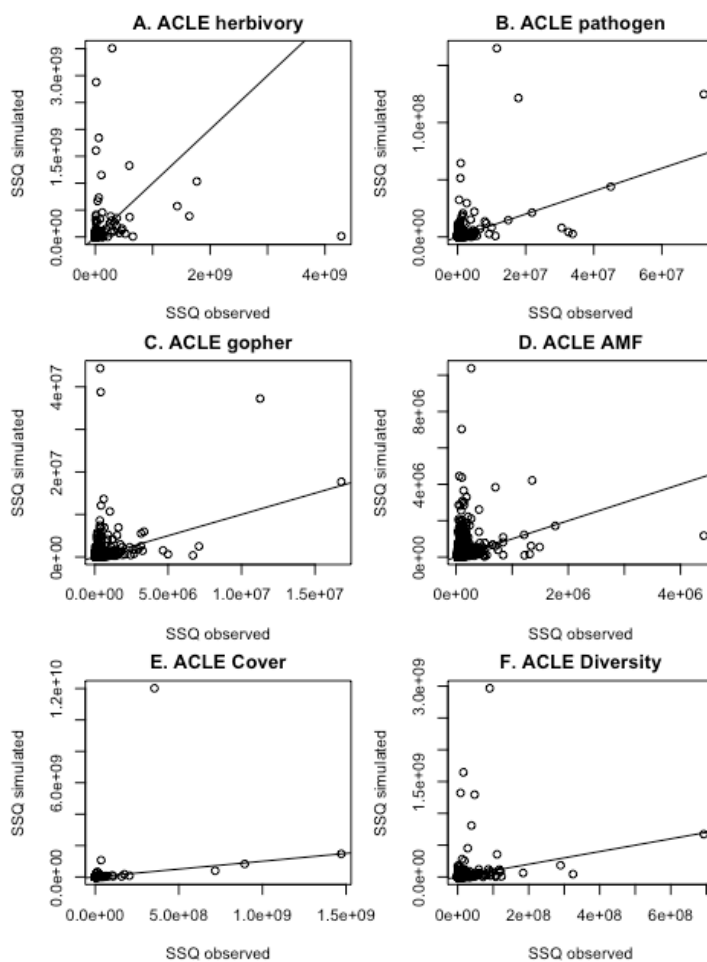 A. ACLE herbivory
SSQ simulated
0.0e+00 1.5e+09 3.0e+09
0e+00 2e+09 4e+09
SSQ observed
B. ACLE pathogen
SSQ simulated
0.0e+00 1.0e+08
0e+00 2e+07 6e+07
SSQ observed
C. ACLE gopher
SSQ simulated
0e+00 2e+07 4e+07
0.0e+00 5.0e+06 1.0e+07 1.5e+07
SSQ observed
D. ACLE AMF
SSQ simulated
0e+00 4e+06 8e+06
0e+00 2e+06 4e+06
SSQ observed
E. ACLE Cover
SSQ simulated
0.0e+00 6.0e+09 1.2e+10
0.0e+00 5.0e+08 1.0e+09 1.5e+09
SSQ observed
F. ACLE Diversity
SSQ simulated
0.0e+00 1.5e+09 3.0e+09
0e+00 2e+08 4e+08 6e+08
SSQ observed